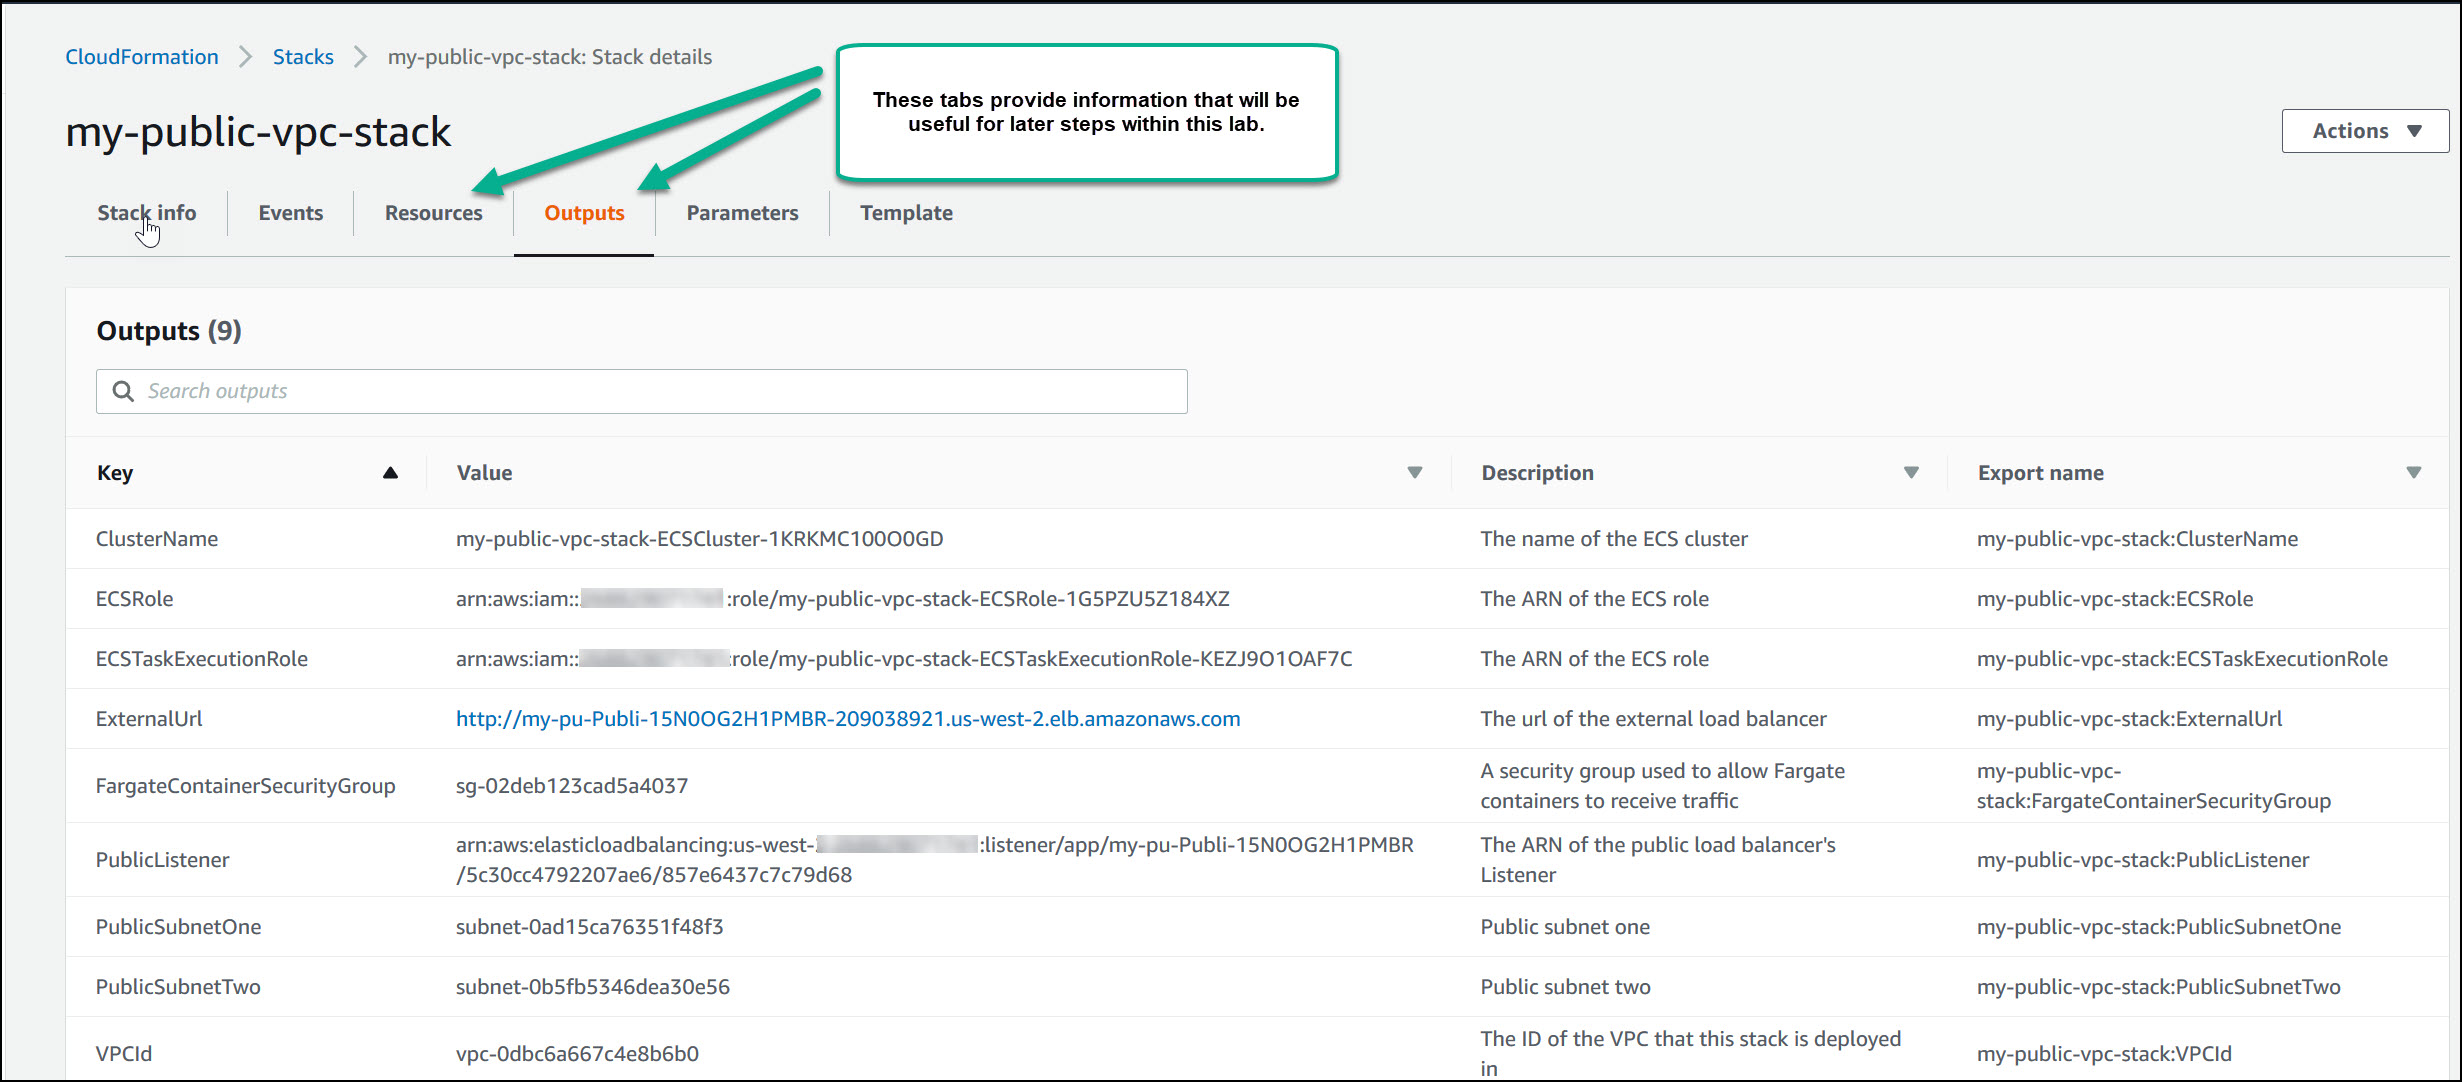 CloudFormation > Stacks > my-public-vpc-stack: Stack details
These tabs provide information that will be
useful for later steps within this lab.
my-public-vpc-stack
Actions
Stack info Events Resources Outputs Parameters Template
Outputs (9)
Search outputs
Key Value Description Export name
ClusterName my-public-vpc-stack-ECSCluster-1KRKMC100O0GD The name of the ECS cluster my-public-vpc-stack:ClusterName
ECSRole arn:aws:iam:: :role/my-public-vpc-stack-ECSRole-1G5PZU5Z184XZ The ARN of the ECS role my-public-vpc-stack:ECSRole
ECSTaskExecutionRole arn:aws:iam:: :role/my-public-vpc-stack-ECSTaskExecutionRole-KEZJ9O1OAF7C The ARN of the ECS role my-public-vpc-stack:ECSTaskExecutionRole
ExternalUrl http://my-pu-Publi-15N0OG2H1PMBR-209038921.us-west-2.elb.amazonaws.com The url of the external load balancer my-public-vpc-stack:ExternalUrl
FargateContainerSecurityGroup sg-02deb123cad5a4037 A security group used to allow Fargate
containers to receive traffic my-public-vpc-
stack:FargateContainerSecurityGroup
PublicListener arn:aws:elasticloadbalancing:us-west- :listener/app/my-pu-Publi-15N0OG2H1PMBR
/5c30cc4792207ae6/857e6437c7c79d68 The ARN of the public load balancer's
Listener my-public-vpc-stack:PublicListener
PublicSubnetOne subnet-0ad15ca76351f48f3 Public subnet one my-public-vpc-stack:PublicSubnetOne
PublicSubnetTwo subnet-0b5fb5346dea30e56 Public subnet two my-public-vpc-stack:PublicSubnetTwo
VPCId vpc-0dbc6a667c4e8b6b0 The ID of the VPC that this stack is deployed
in my-public-vpc-stack:VPCId